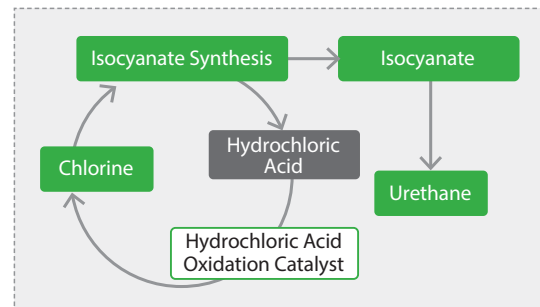 Isocyanate Synthesis
Isocyanate
Chlorine
Hydrochloric
Acid
Urethane
Hydrochloric Acid
Oxidation Catalyst